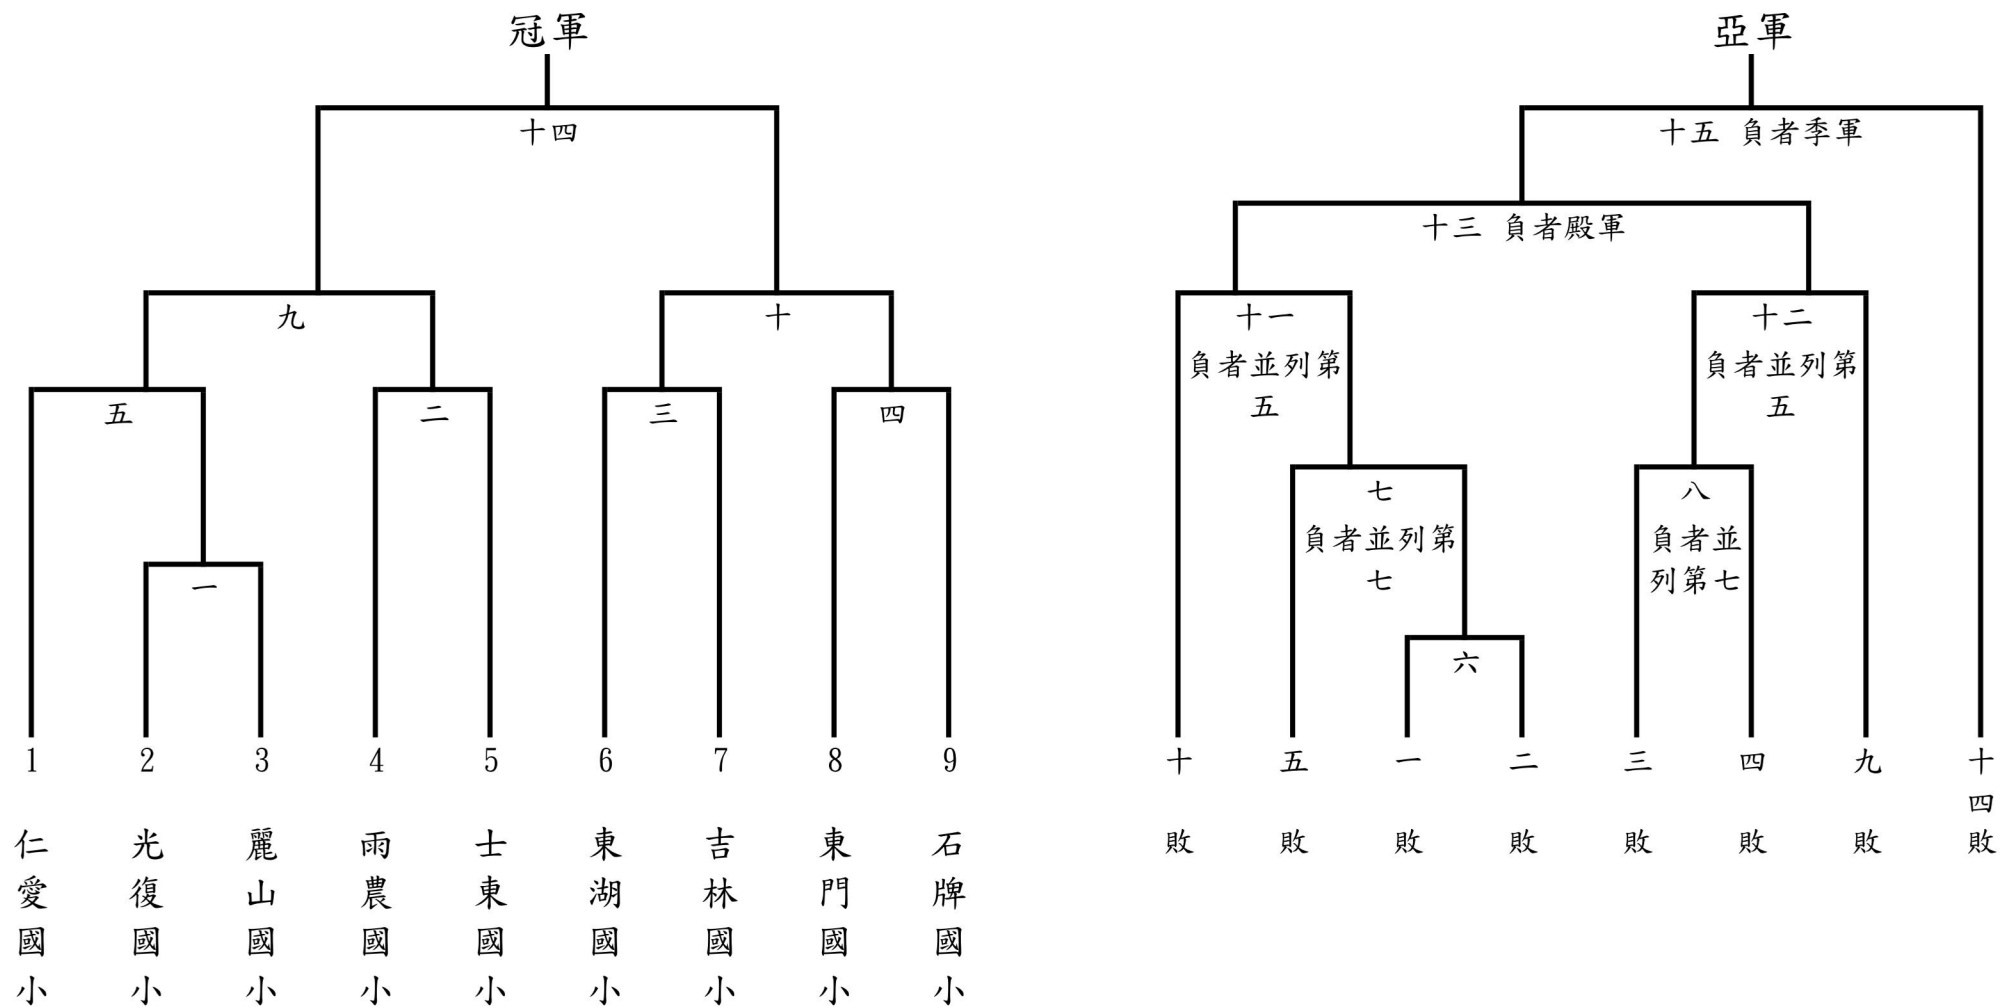 冠軍
亞軍
十四
十五 負者季軍
十三 負者殿軍
九
十
十一
負者並列第
五
十二
負者並列第
五
五
二
三
四
七
負者並列第
七
八
負者並
列第七
一
六
1
2
3
4
5
6
7
8
9
仁愛國小
光復國小
麗山國小
雨農國小
士東國小
東湖國小
吉林國小
東門國小
石牌國小
十敗
五敗
一敗
二敗
三敗
四敗
九敗
十四敗